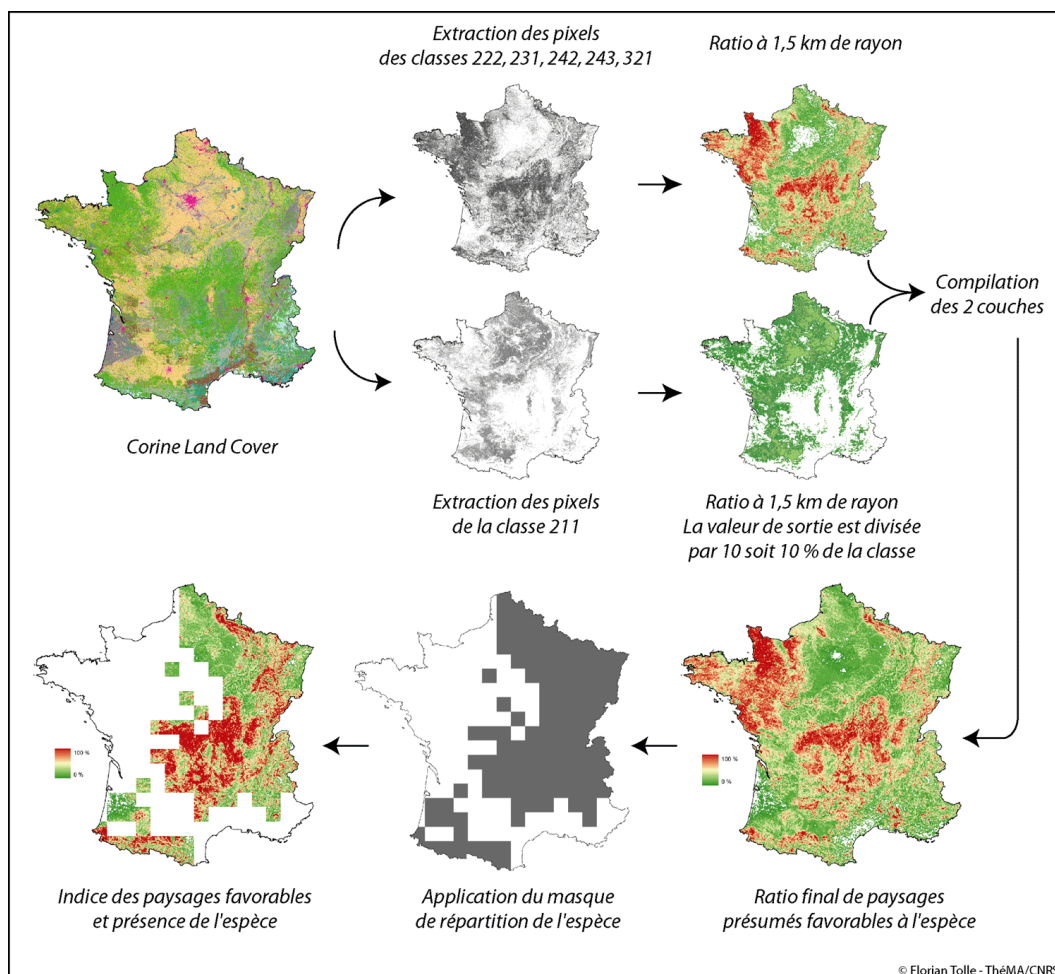 Extraction des pixels
des classes 222, 231, 242, 243, 321
Ratio à 1,5 km de rayon
Corine Land Cover
Compilation
des 2 couches
Extraction des pixels
de la classe 211
Ratio à 1,5 km de rayon
La valeur de sortie est divisée
par 10 soit 10 % de la classe
100 %
0 %
100 %
0 %
Indice des paysages favorables
et présence de l'espèce
Application du masque
de répartition de l'espèce
Ratio final de paysages
présumés favorables à l'espèce
© Florian Tolle - ThéMA/CNRS